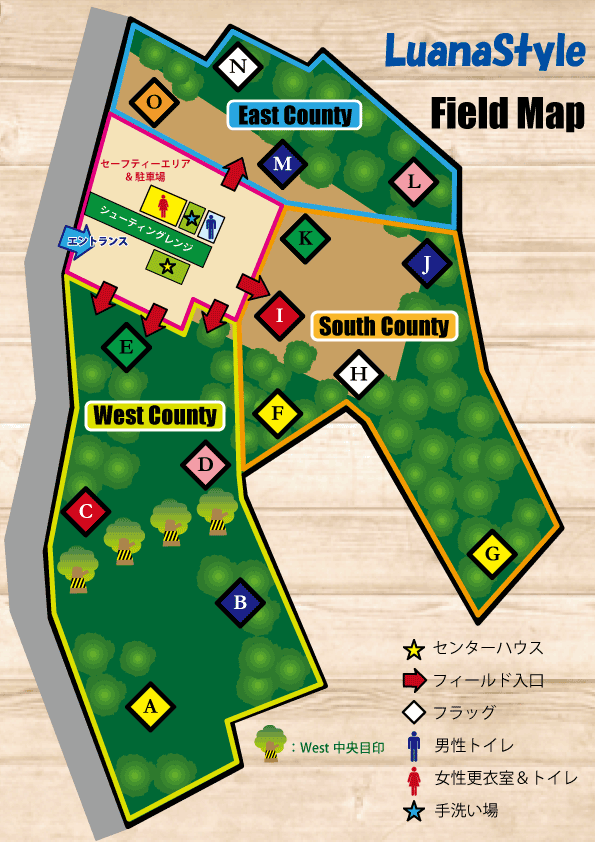 LuanaStyle
Field Map
N
O
East County
M
L
セーフティーエリア
&駐車場
シューティングレンジ
エントランス
K
J
I
South County
H
E
F
West County
D
C
G
B
A
センターハウス
フィールド入口
フラッグ
男性トイレ
女性更衣室&トイレ
手洗い場
:West 中央目印